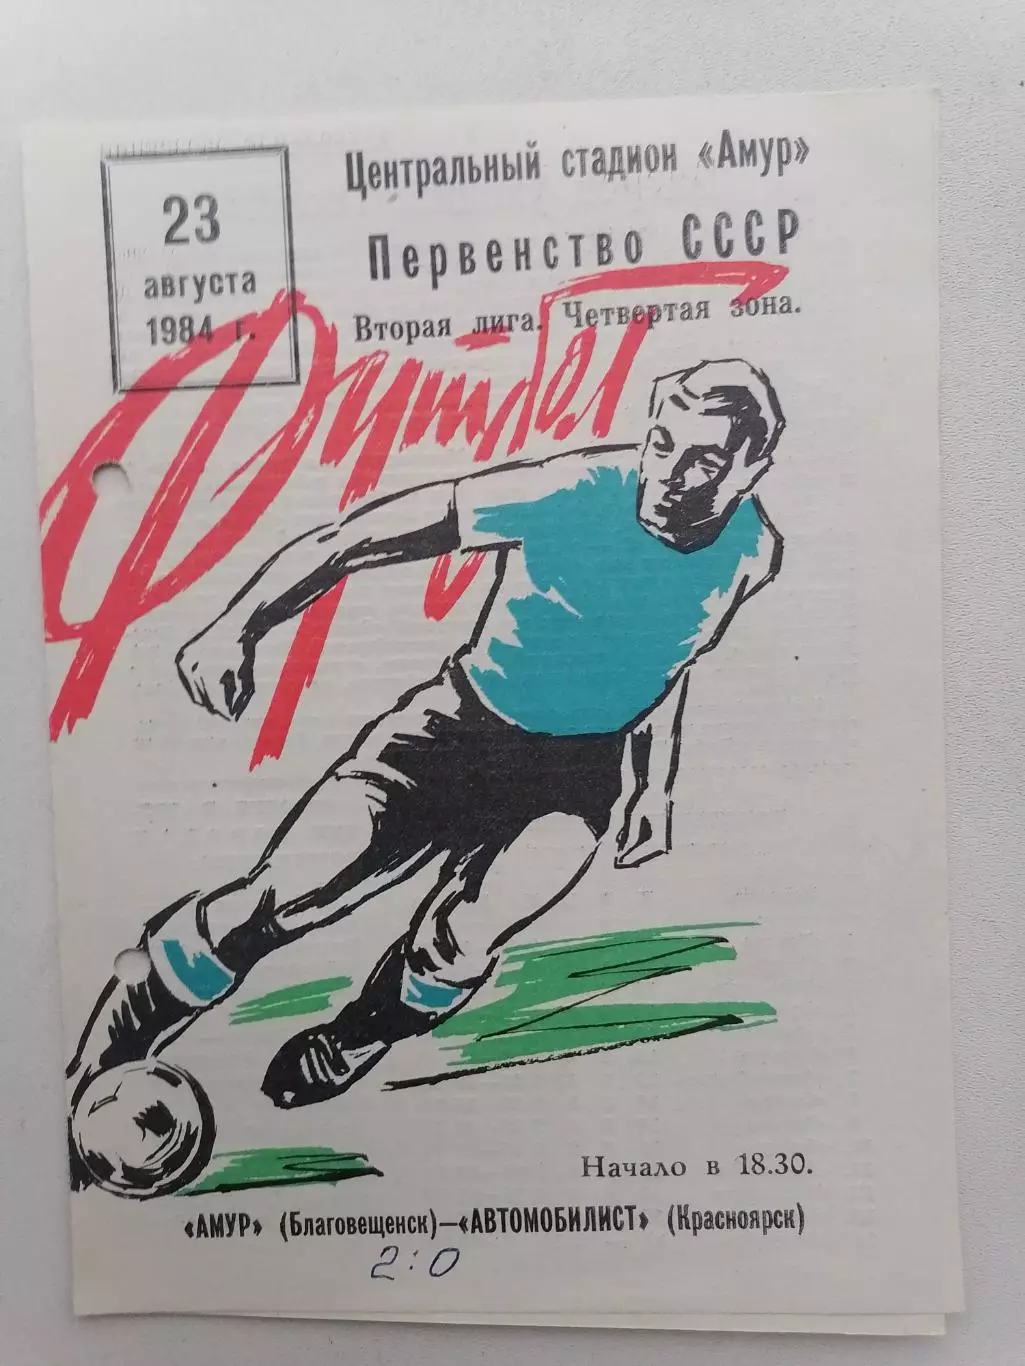 23
августа
1984 г.
Центральный стадион «Амур»
Первенство СССР
Вторая лига. Четвертая зона.
Футбол
Начало в 18.30.
«АМУР» (Благовещенск)—«АВТОМОБИЛИСТ» (Красноярск)
2:0